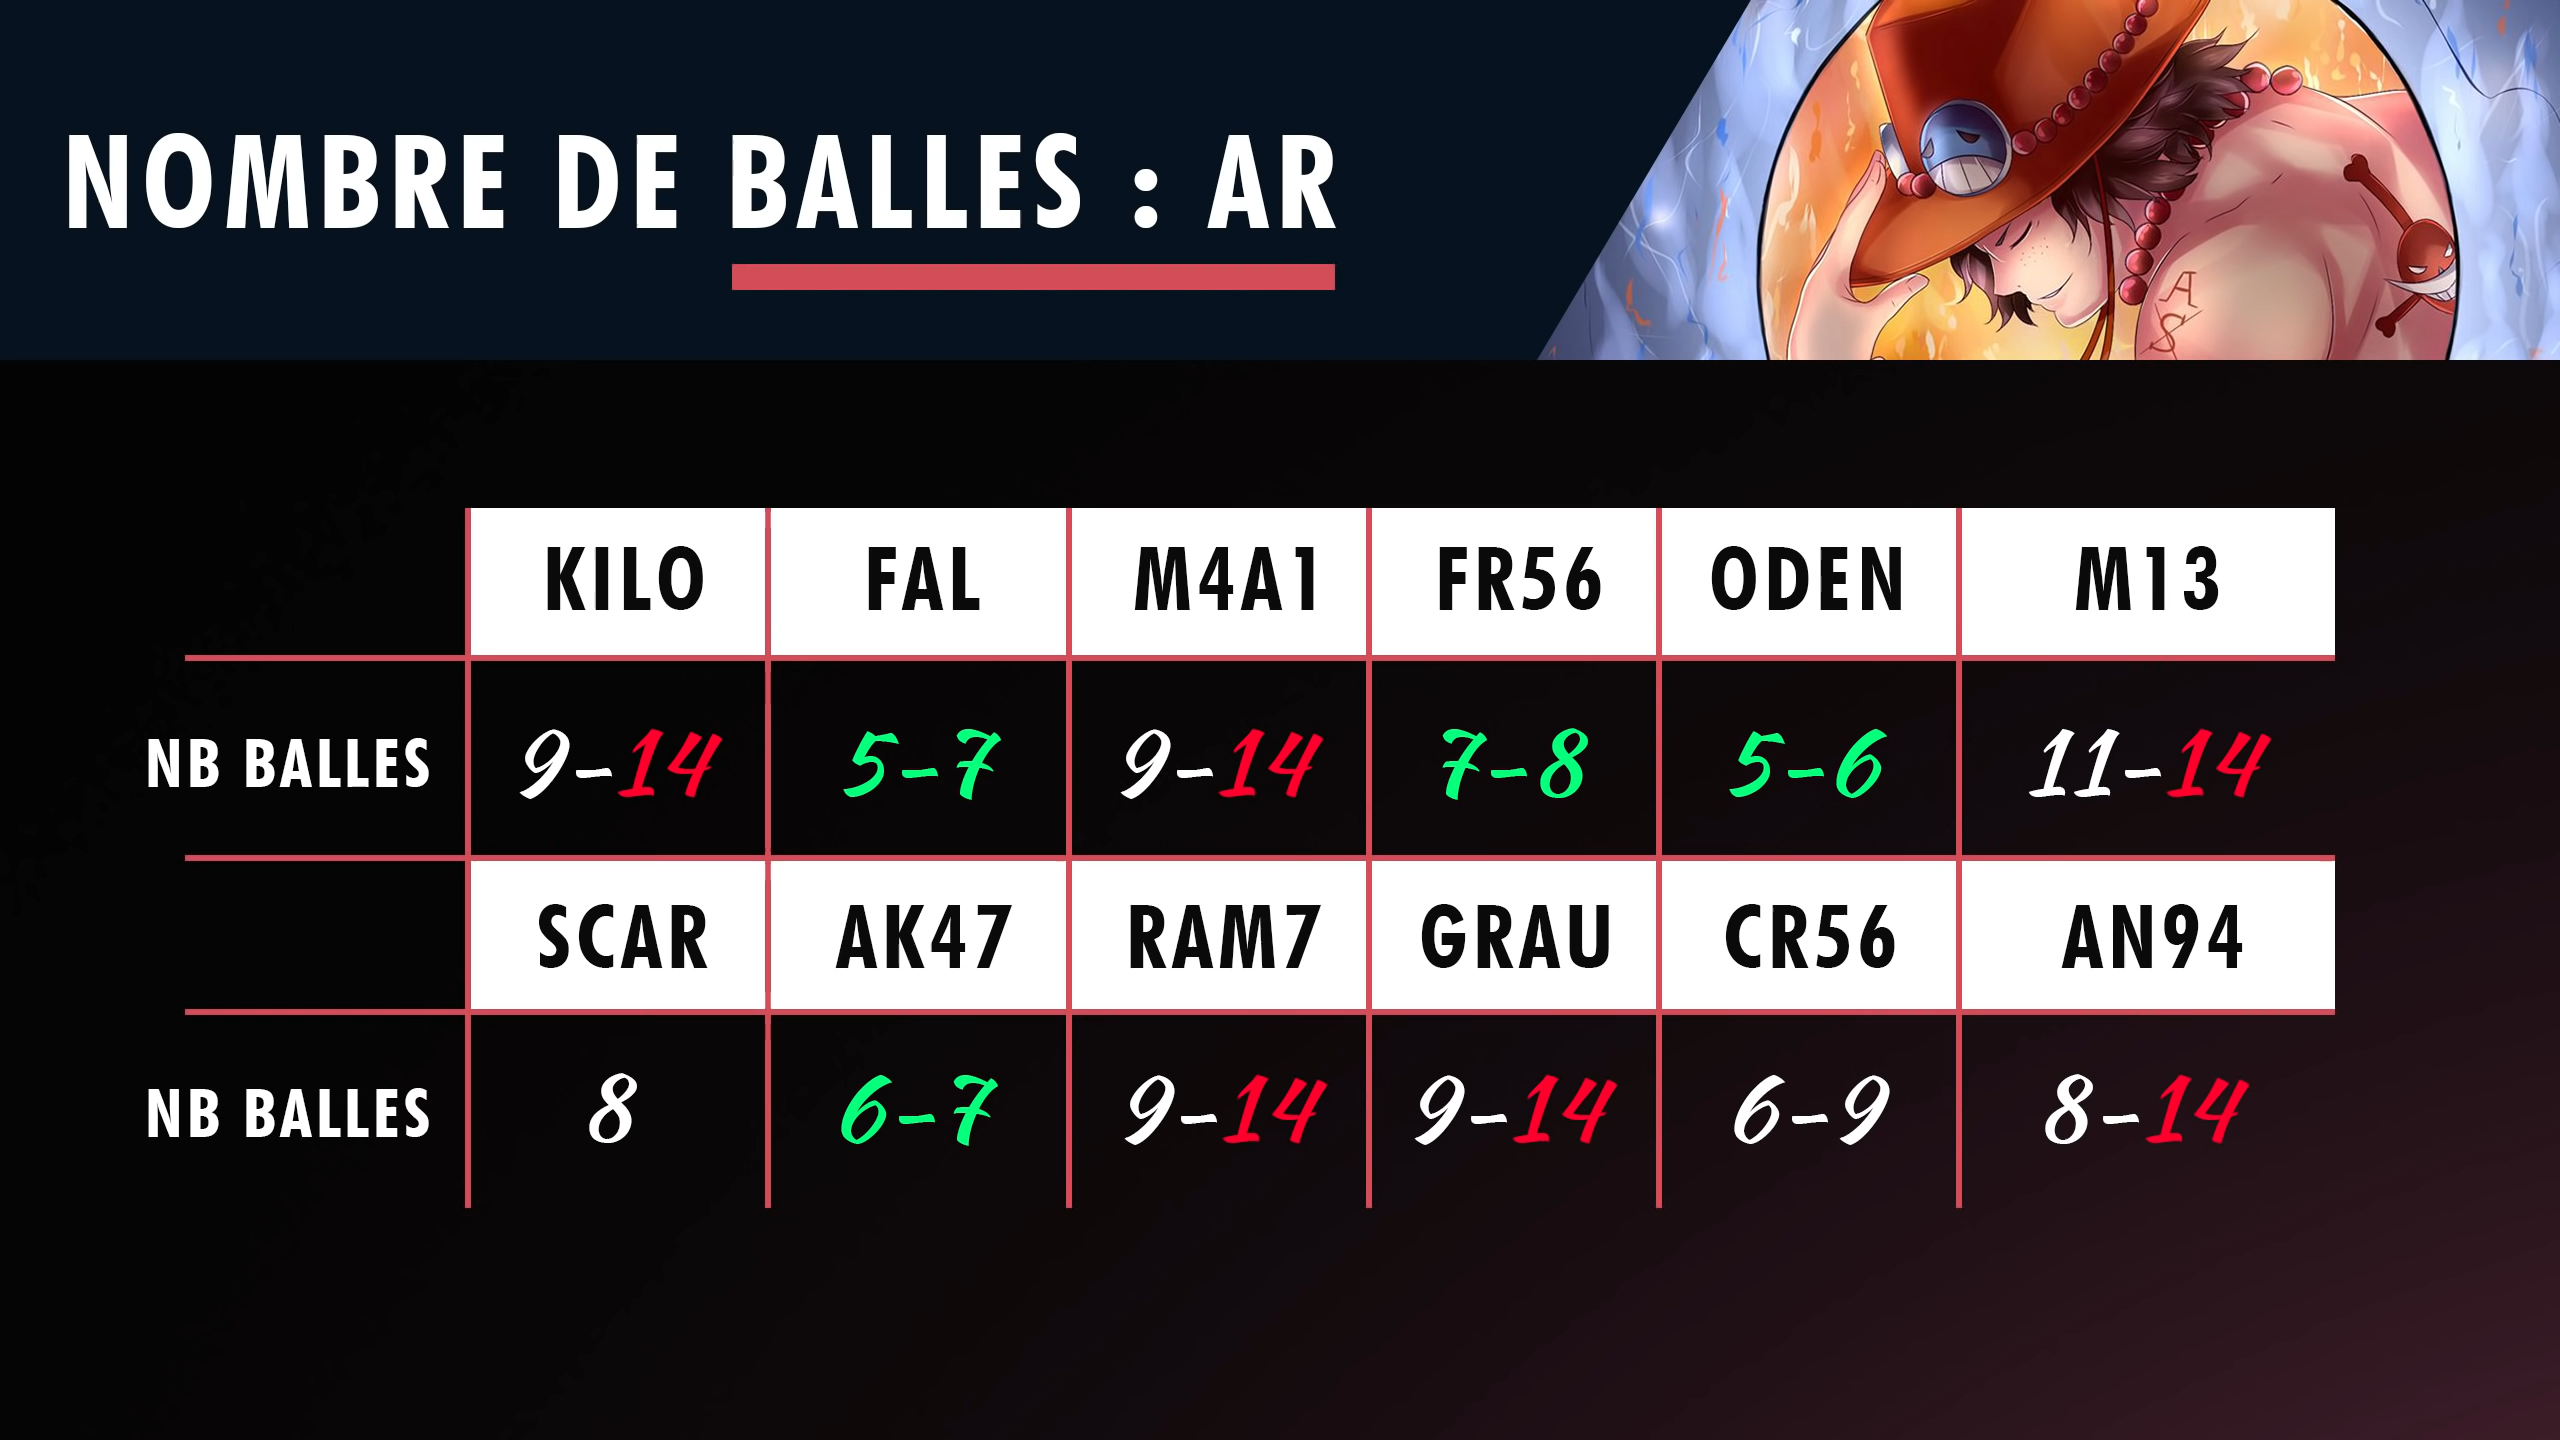 NOMBRE DE BALLES : AR
KILO FAL M4A1 FR56 ODEN M13
NB BALLES 9-14 5-7 9-14 7-8 5-6 11-14
SCAR AK47 RAM7 GRAU CR56 AN94
NB BALLES 8 6-7 9-14 9-14 6-9 8-14
A
S